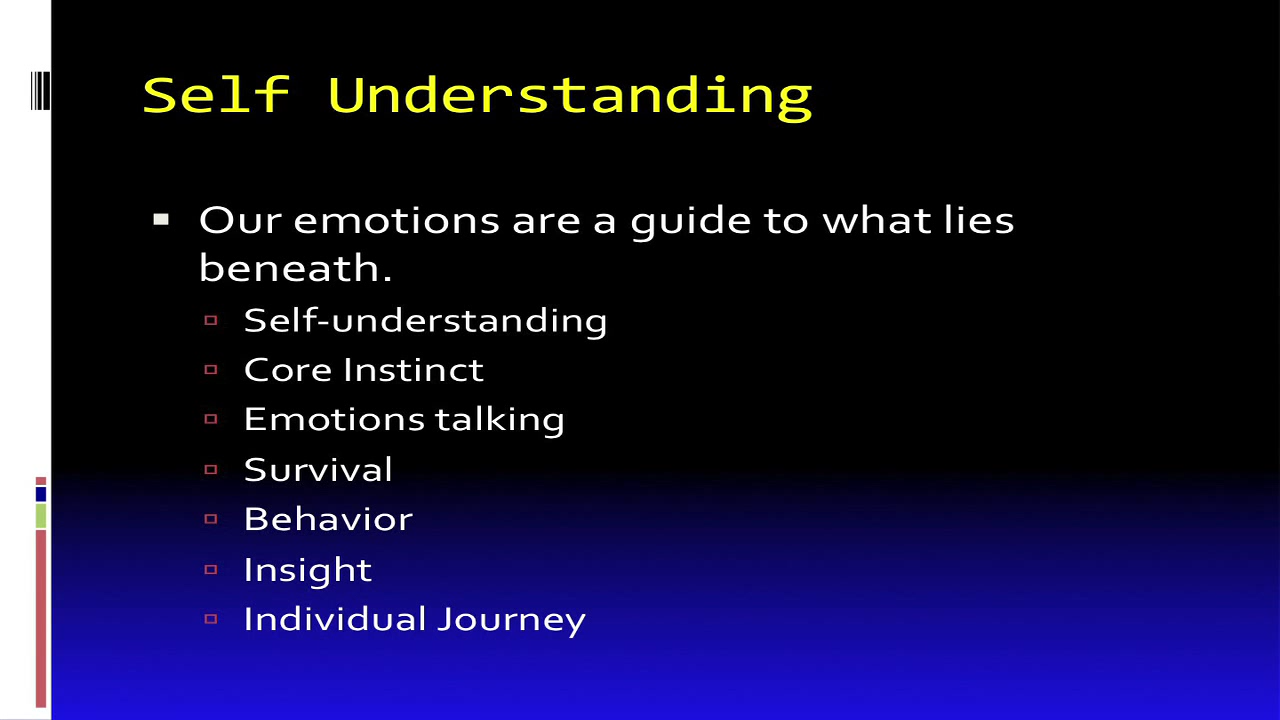 Self Understanding
Our emotions are a guide to what lies
beneath.
Self-understanding
Core Instinct
Emotions talking
Survival
Behavior
Insight
Individual Journey